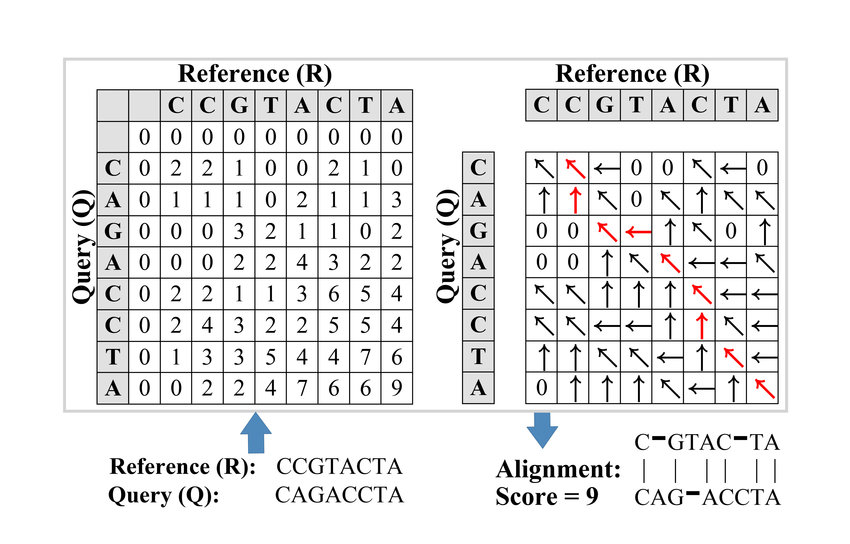 Reference (R)
C C G T A C T A
0 0 0 0 0 0 0 0 0
C 0 2 2 1 0 0 2 1 0
A 0 1 1 1 0 2 1 1 3
G 0 0 0 3 2 1 1 0 2
A 0 0 0 2 2 4 3 2 2
C 0 2 2 1 1 3 6 5 4
C 0 2 4 3 2 2 5 5 4
T 0 1 3 3 5 4 4 7 6
A 0 0 2 2 4 7 6 6 9
Query (Q)
Reference (R)
C C G T A C T A
C ↖ ↖ ← 0 0 ↖ ← 0
A ↑ ↑ ↖ 0 ↖ ↑ ↖ ↖
G 0 0 ↖ ← ↑ ↖ 0 ↑
A 0 0 ↑ ↖ ↖ ← ← ↖
C ↖ ↖ ↑ ↑ ↑ ↖ ← ←
C ↖ ↖ ← ← ↑ ↑ ↖ ←
T ↑ ↑ ↖ ↖ ← ↑ ↖ ←
A 0 ↑ ↑ ↑ ↖ ← ↑ ↖
Query (Q)
Reference (R): CCGTACTA
Query (Q): CAGACCTA
C-GTAC-TA
Alignment: | | | | | |
Score = 9 CAG-ACCTA